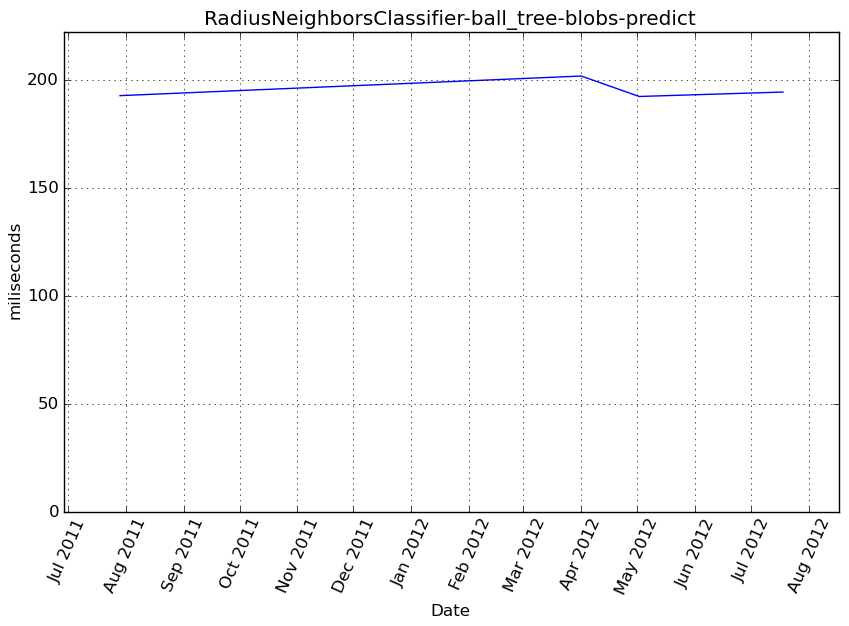 RadiusNeighborsClassifier-ball_tree-blobs-predict
200
150
100
50
0
miliseconds
Jul 2011
Aug 2011
Sep 2011
Oct 2011
Nov 2011
Dec 2011
Jan 2012
Feb 2012
Mar 2012
Apr 2012
May 2012
Jun 2012
Jul 2012
Aug 2012
Date